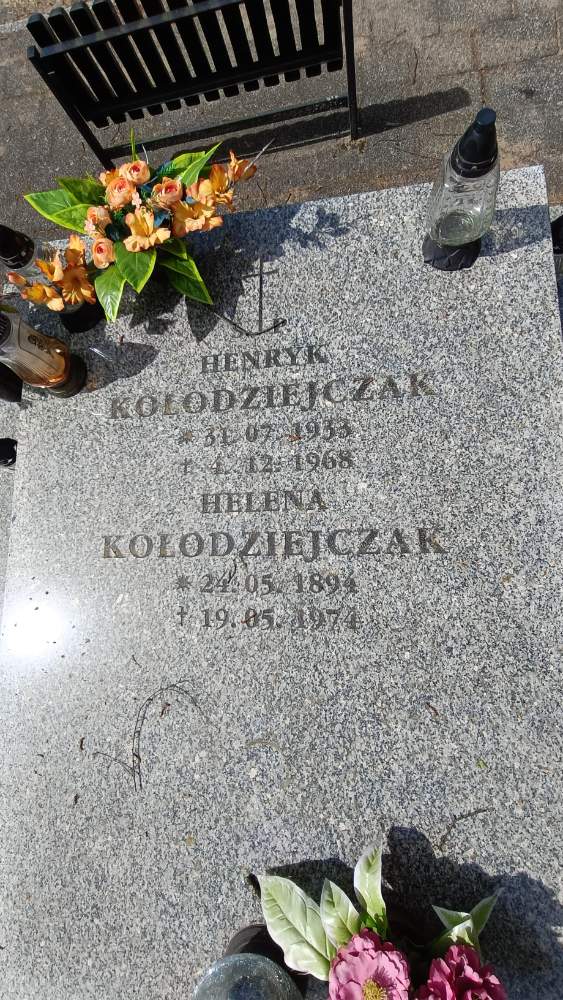 HENRYK
KOŁODZIEJCZAK
* 31. 07. 1933
† 4. 12. 1968
HELENA
KOŁODZIEJCZAK
* 24. 05. 1894
† 19. 05. 1974